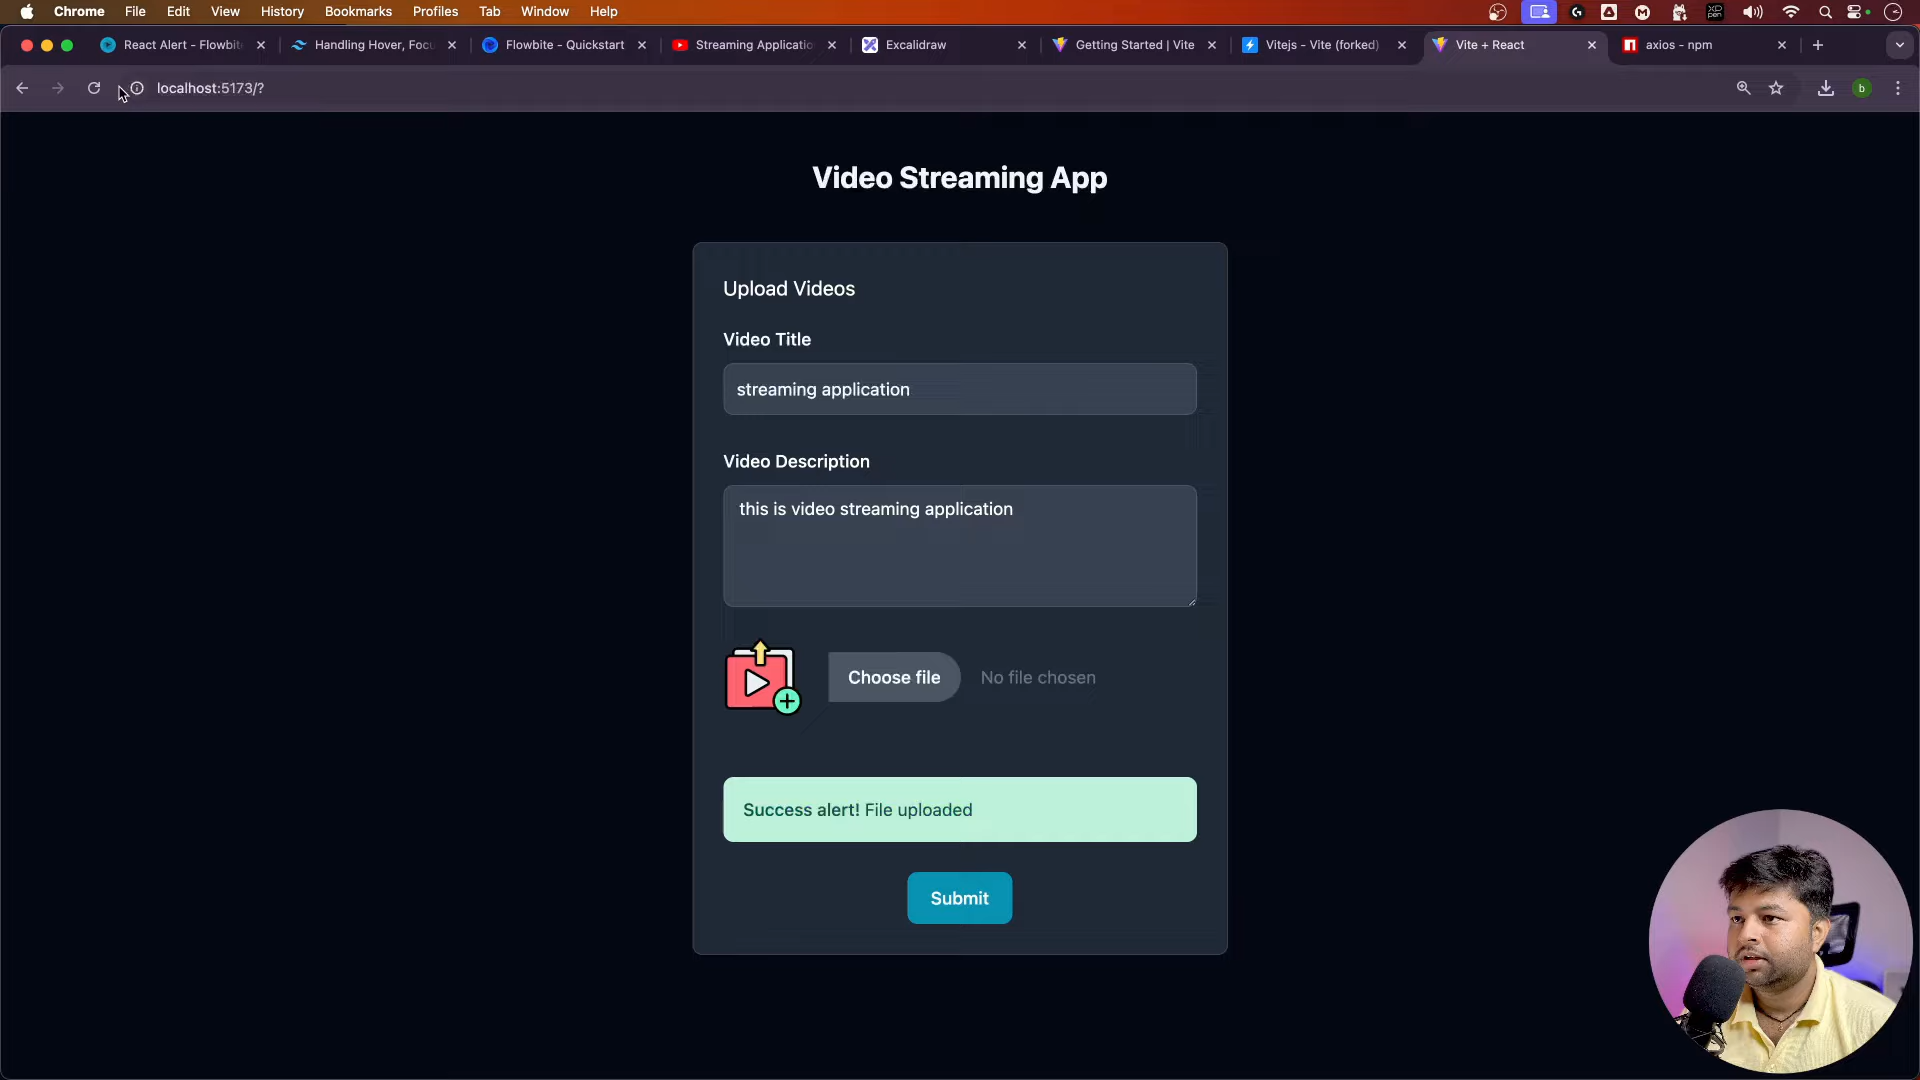 Chrome File Edit View History Bookmarks Profiles Tab Window Help
React Alert - Flowbit
Handling Hover, Focu
Flowbite - Quickstart
Streaming Applicatio
Excalidraw
Getting Started | Vite
Vitejs - Vite (forked)
Vite + React
axios - npm
localhost:5173/?
b
Video Streaming App
Upload Videos
Video Title
streaming application
Video Description
this is video streaming application
Choose file No file chosen
Success alert! File uploaded
Submit